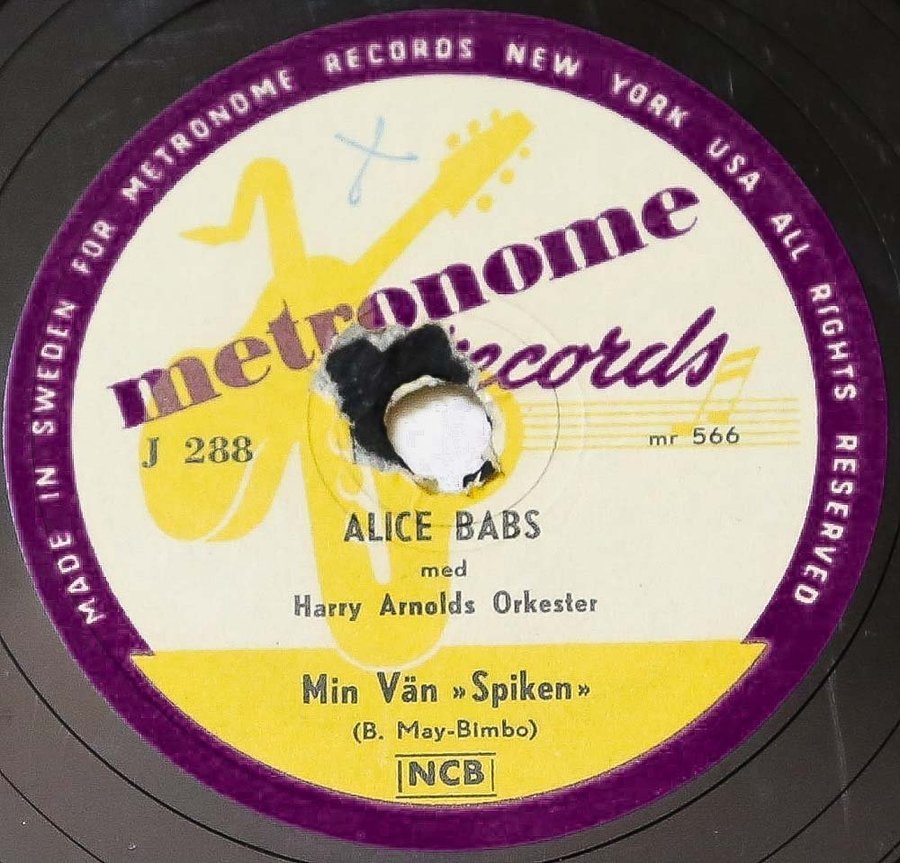 MADE IN SWEDEN FOR METRONOME RECORDS NEW YORK USA ALL RIGHTS RESERVED
metronome
records
J 288
mr 566
ALICE BABS
med
Harry Arnolds Orkester
Min Vän »Spiken»
(B. May-Bimbo)
NCB